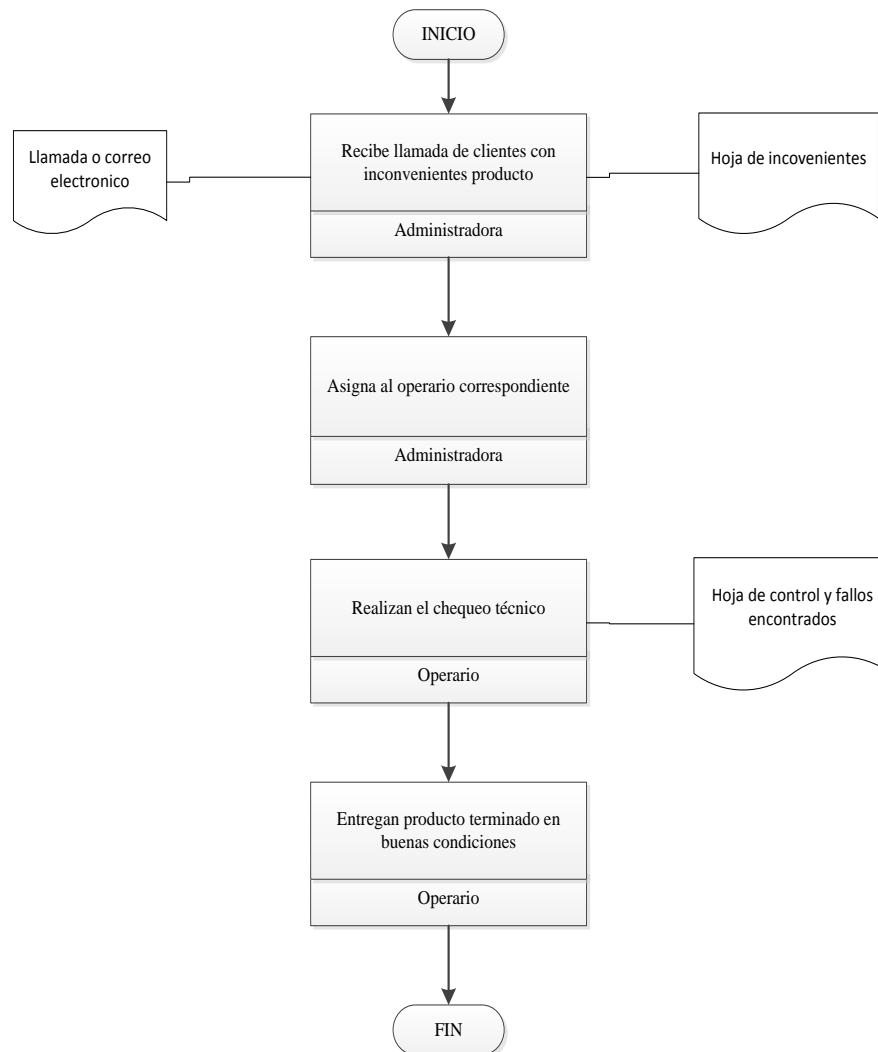 INICIO
Llamada o correo
electronico
Recibe llamada de clientes con
inconvenientes producto
Administradora
Hoja de incovenientes
Asigna al operario correspondiente
Administradora
Realizan el chequeo técnico
Operario
Hoja de control y fallos
encontrados
Entregan producto terminado en
buenas condiciones
Operario
FIN